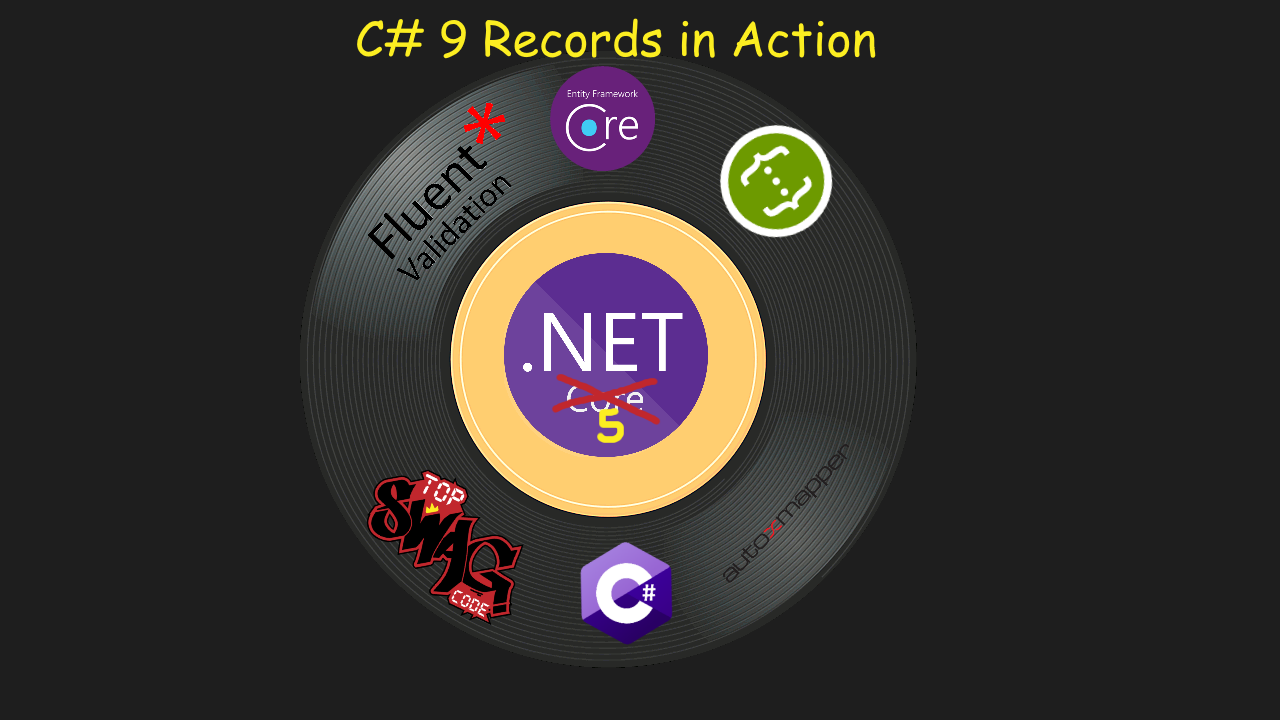 C# 9 Records in Action
Entity Framework
Core
Fluent*
Validation
{...}
.NET
Core
5
automapper
TOP
SWAG
CODE
C#